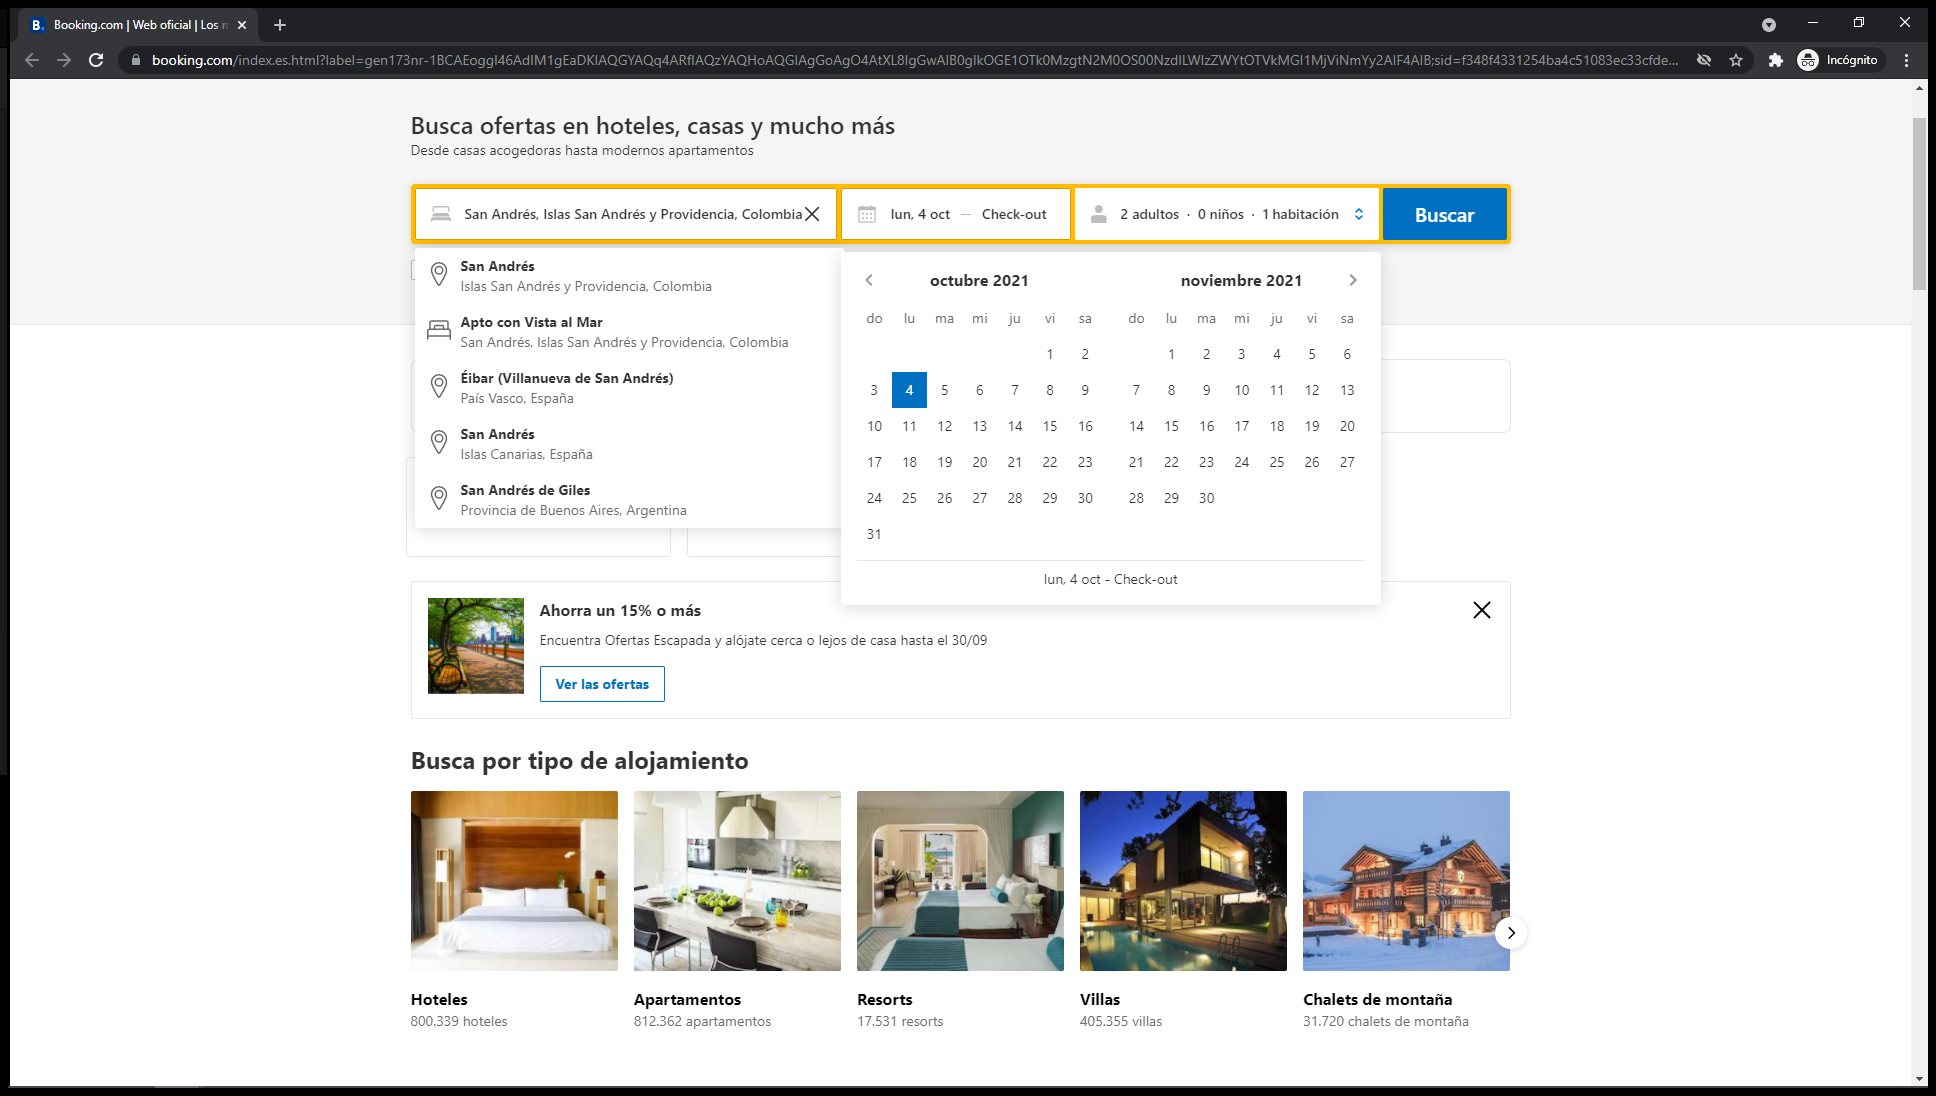 Booking.com | Web oficial | Los
Incógnito
Busca ofertas en hoteles, casas y mucho más
Desde casas acogedoras hasta modernos apartamentos
San Andrés, Islas San Andrés y Providencia, Colombia
lun, 4 oct — Check-out
2 adultos · 0 niños · 1 habitación
Buscar
San Andrés
Islas San Andrés y Providencia, Colombia
Apto con Vista al Mar
San Andrés, Islas San Andrés y Providencia, Colombia
Éibar (Villanueva de San Andrés)
País Vasco, España
San Andrés
Islas Canarias, España
San Andrés de Giles
Provincia de Buenos Aires, Argentina
octubre 2021
do lu ma mi ju vi sa
1 2
3 4 5 6 7 8 9
10 11 12 13 14 15 16
17 18 19 20 21 22 23
24 25 26 27 28 29 30
31
noviembre 2021
do lu ma mi ju vi sa
1 2 3 4 5 6
7 8 9 10 11 12 13
14 15 16 17 18 19 20
21 22 23 24 25 26 27
28 29 30
lun, 4 oct - Check-out
Ahorra un 15% o más
Encuentra Ofertas Escapada y alójate cerca o lejos de casa hasta el 30/09
Ver las ofertas
Busca por tipo de alojamiento
Hoteles
800.339 hoteles
Apartamentos
812.362 apartamentos
Resorts
17.531 resorts
Villas
405.355 villas
Chalets de montaña
31.720 chalets de montaña